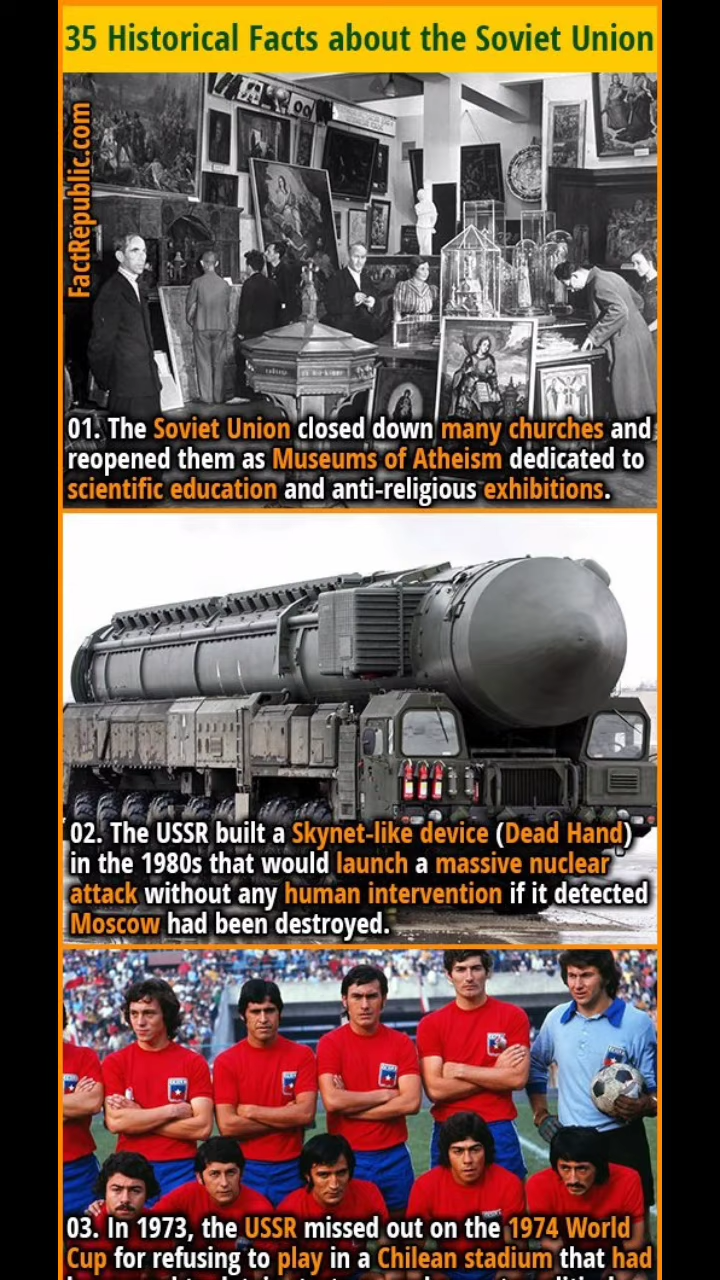 35 Historical Facts about the Soviet Union
FactRepublic.com
01. The Soviet Union closed down many churches and
reopened them as Museums of Atheism dedicated to
scientific education and anti-religious exhibitions.
02. The USSR built a Skynet-like device (Dead Hand)
in the 1980s that would launch a massive nuclear
attack without any human intervention if it detected
Moscow had been destroyed.
03. In 1973, the USSR missed out on the 1974 World
Cup for refusing to play in a Chilean stadium that had